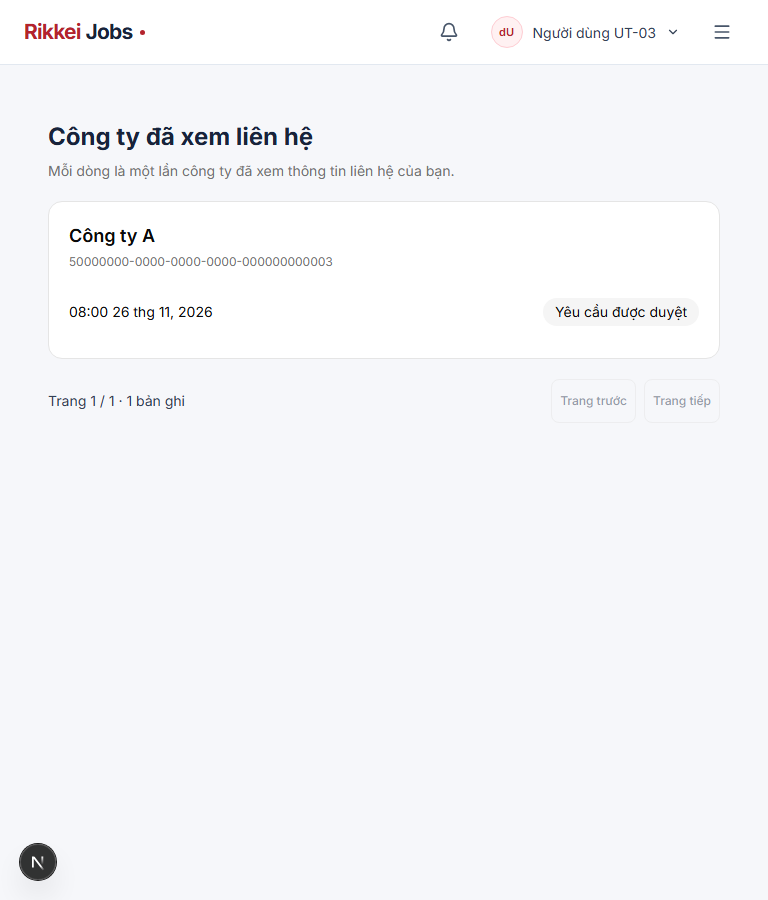 Rikkei Jobs
dU Người dùng UT-03
Công ty đã xem liên hệ
Mỗi dòng là một lần công ty đã xem thông tin liên hệ của bạn.
Công ty A
50000000-0000-0000-0000-000000000003
08:00 26 thg 11, 2026
Yêu cầu được duyệt
Trang 1 / 1 · 1 bản ghi
Trang trước
Trang tiếp
N